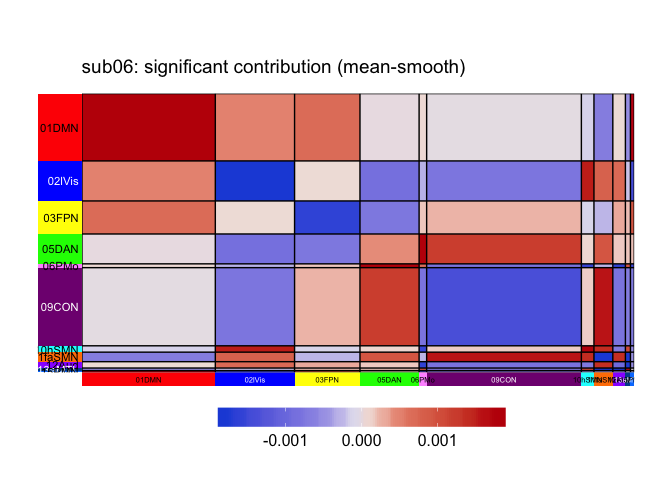 sub06: significant contribution (mean-smooth)
01DMN
02lVis
03FPN
05DAN
06PMo
09CON
01DMN
02lVis
03FPN
05DAN
06PMo
09CON
-0.001
0.000
0.001